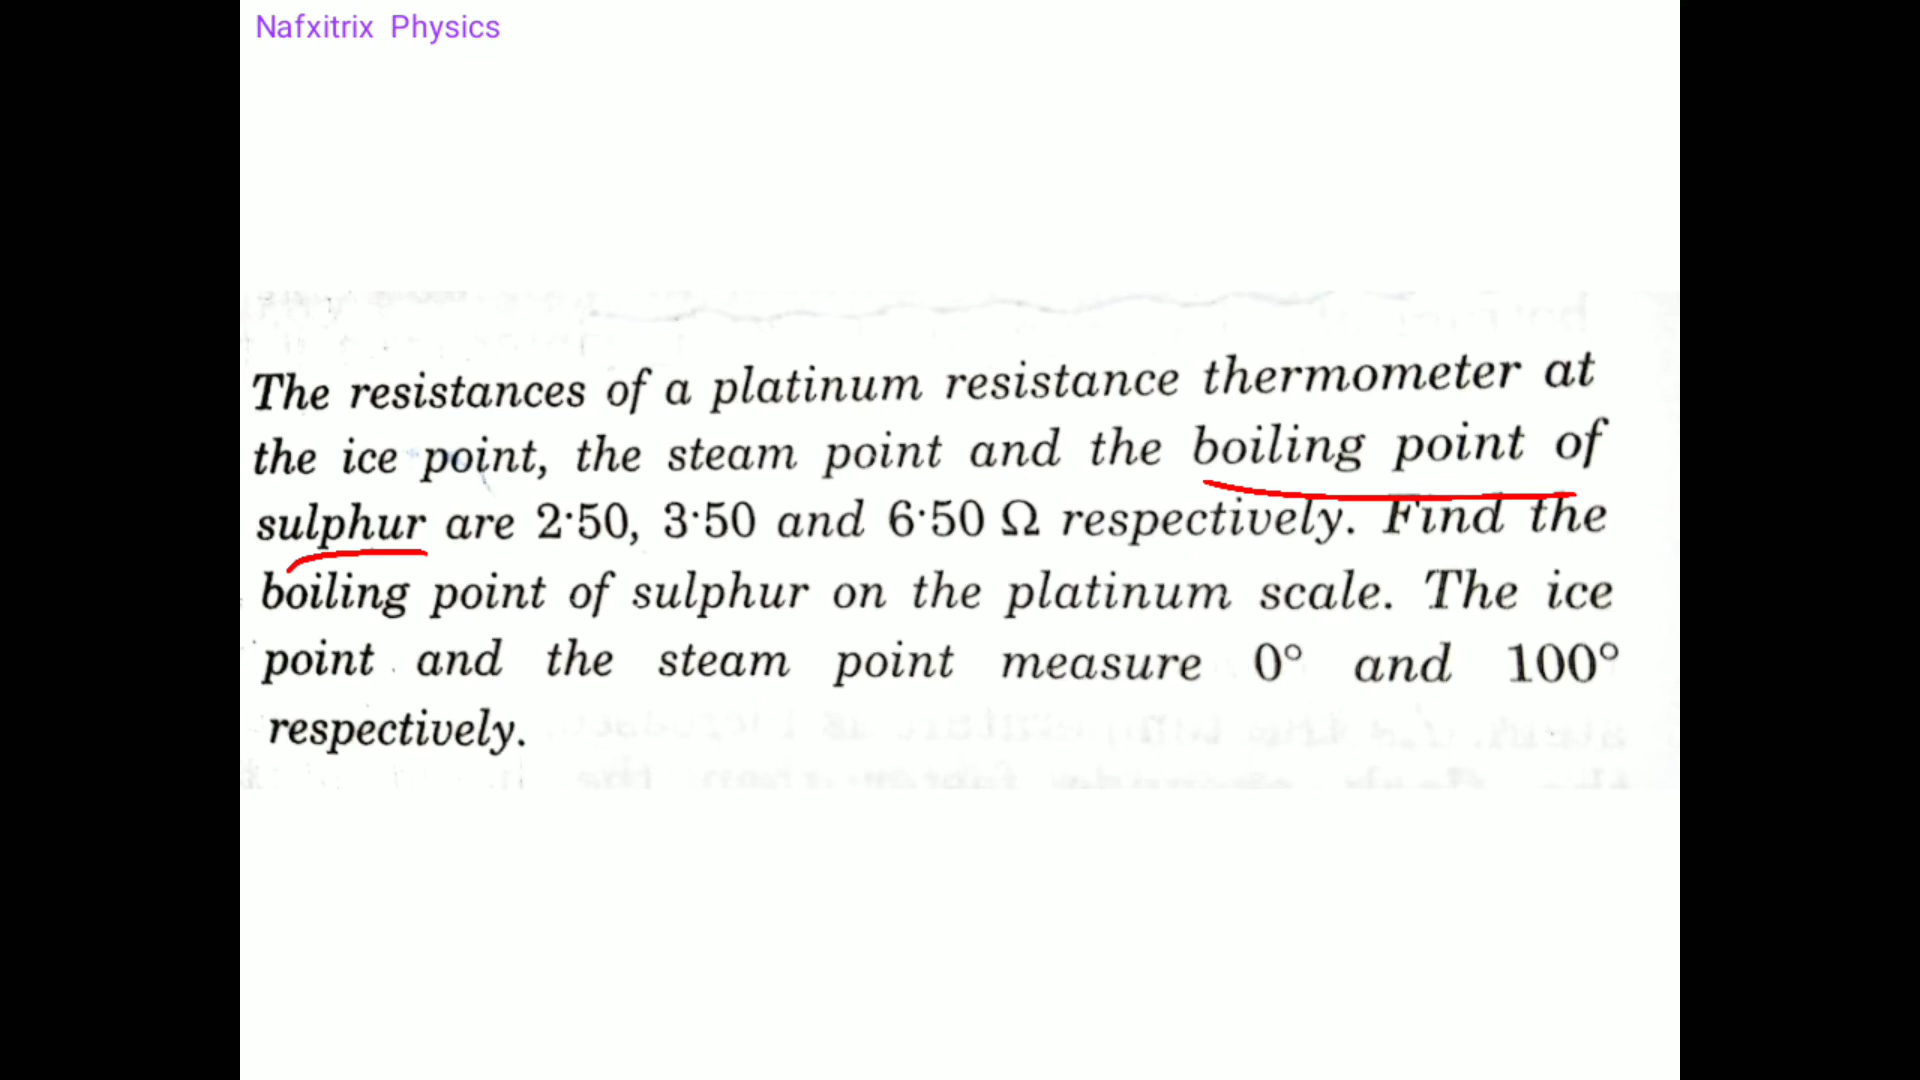 Nafxitrix Physics
The resistances of a platinum resistance thermometer at
the ice point, the steam point and the boiling point of
sulphur are 2·50, 3·50 and 6·50 Ω respectively. Find the
boiling point of sulphur on the platinum scale. The ice
point and the steam point measure 0° and 100°
respectively.